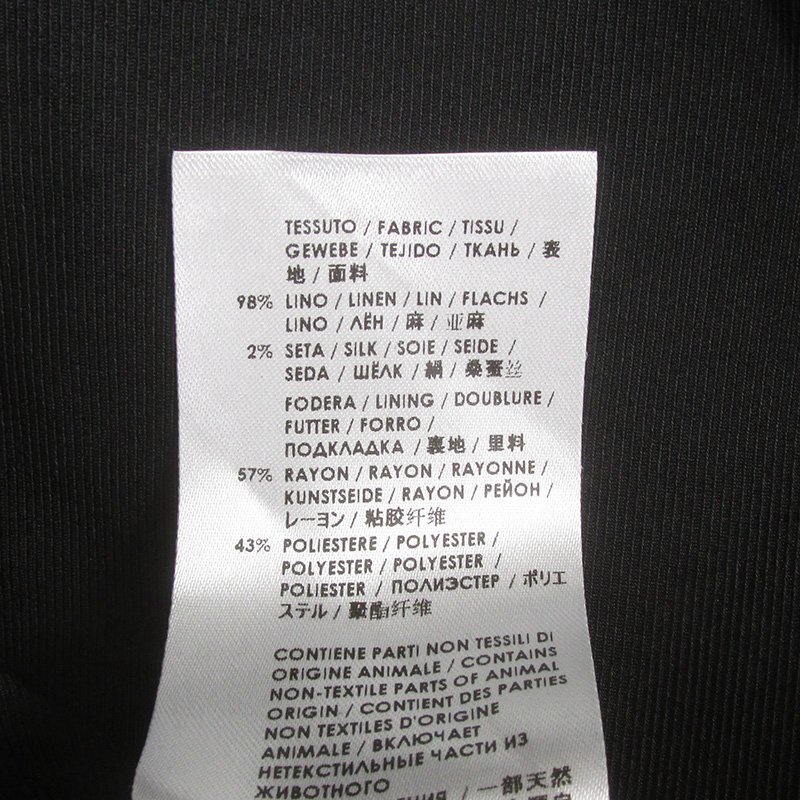 TESSUTO / FABRIC / TISSU /
GEWEBE / TEJIDO / ТКАНЬ / 表
地 / 面料
98% LINO / LINEN / LIN / FLACHS /
LINO / ЛЁН / 麻 / 亚麻
2% SETA / SILK / SOIE / SEIDE /
SEDA / ШЁЛК / 絹 / 桑蚕丝
FODERA / LINING / DOUBLURE /
FUTTER / FORRO /
ПОДКЛАДКА / 裏地 / 里料
57% RAYON / RAYON / RAYONNE /
KUNSTSEIDE / RAYON / РЕЙОН /
レーヨン / 粘胶纤维
43% POLIESTERE / POLYESTER /
POLYESTER / POLYESTER /
POLIESTER / ПОЛИЭСТЕР / ポリエ
ステル / 聚酯纤维
CONTIENE PARTI NON TESSILI DI
ORIGINE ANIMALE / CONTAINS
NON-TEXTILE PARTS OF ANIMAL
ORIGIN / CONTIENT DES PARTIES
NON TEXTILES D'ORIGINE
ANIMALE / ВКЛЮЧАЕТ
НЕТЕКСТИЛЬНЫЕ ЧАСТИ ИЗ
ЖИВОТНОГО
/ 一部天然